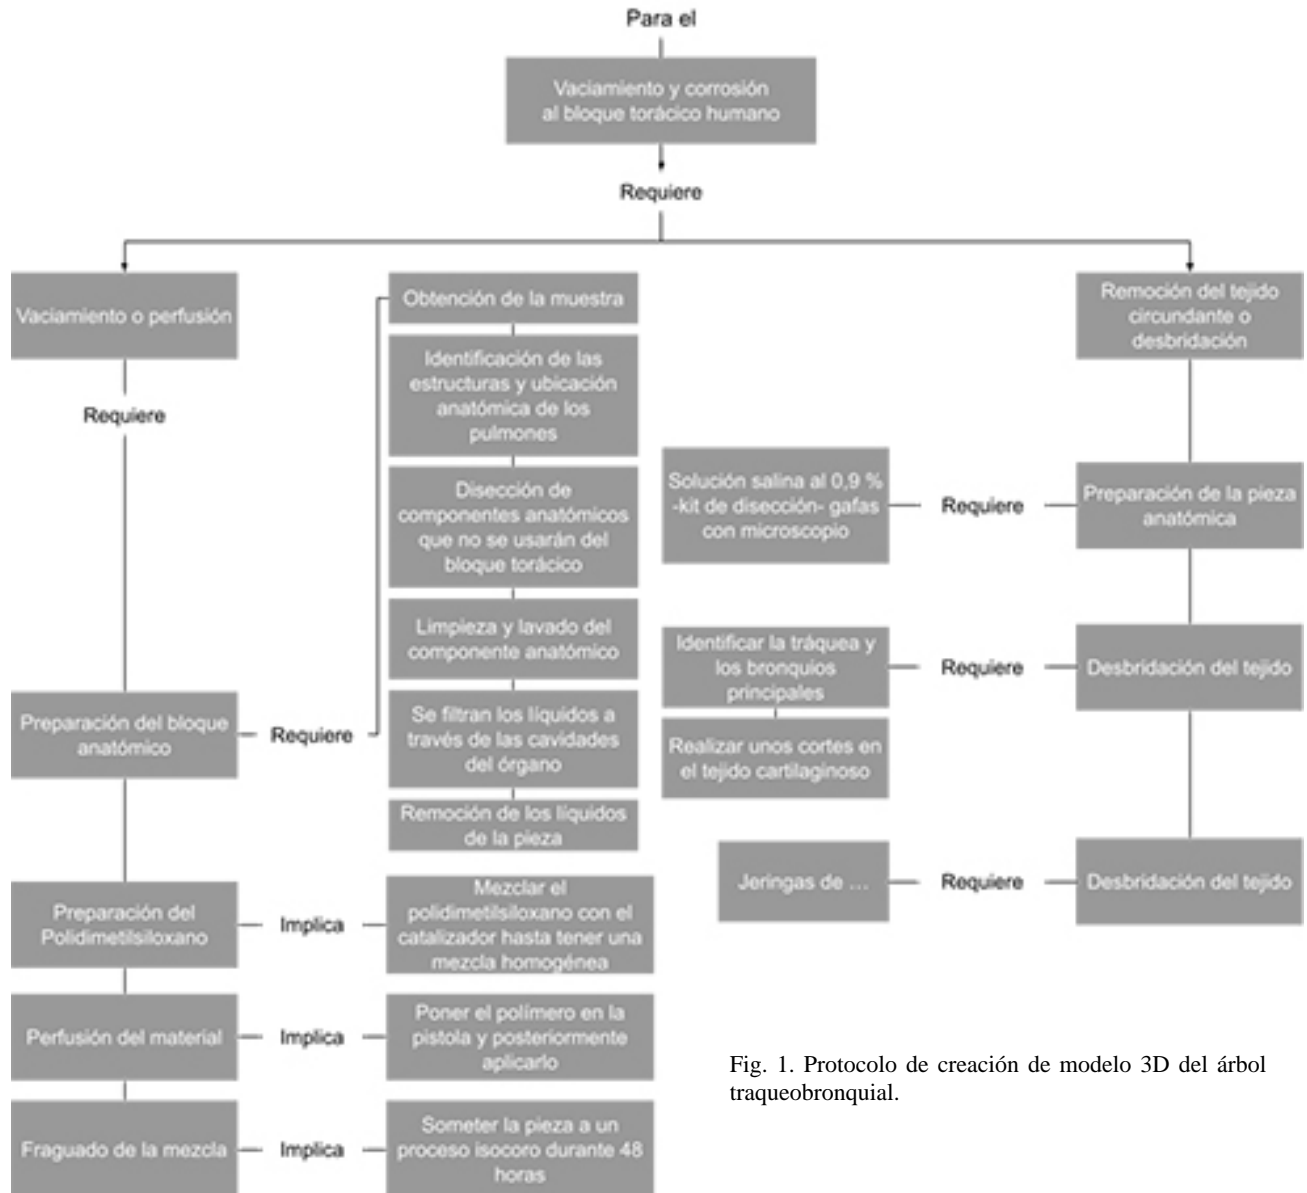 Para el
Vaciamiento y corrosión
al bloque torácico humano
Requiere
Vaciamiento o perfusión
Requiere
Preparación del bloque
anatómico
Requiere
Obtención de la muestra
Identificación de las
estructuras y ubicación
anatómica de los
pulmones
Disección de
componentes anatómicos
que no se usarán del
bloque torácico
Limpieza y lavado del
componente anatómico
Se filtran los líquidos a
través de las cavidades
del órgano
Remoción de los líquidos
de la pieza
Preparación del
Polidimetilsiloxano
Implica
Mezclar el
polidimetilsiloxano con el
catalizador hasta tener una
mezcla homogénea
Perfusión del material
Implica
Poner el polímero en la
pistola y posteriormente
aplicarlo
Fraguado de la mezcla
Implica
Someter la pieza a un
proceso isocoro durante 48
horas
Remoción del tejido
circundante o
desbridación
Preparación de la pieza
anatómica
Requiere
Solución salina al 0,9 %
-kit de disección- gafas
con microscopio
Desbridación del tejido
Requiere
Identificar la tráquea y
los bronquios
principales
Realizar unos cortes en
el tejido cartilaginoso
Desbridación del tejido
Requiere
Jeringas de ...
Fig. 1. Protocolo de creación de modelo 3D del árbol
traqueobronquial.